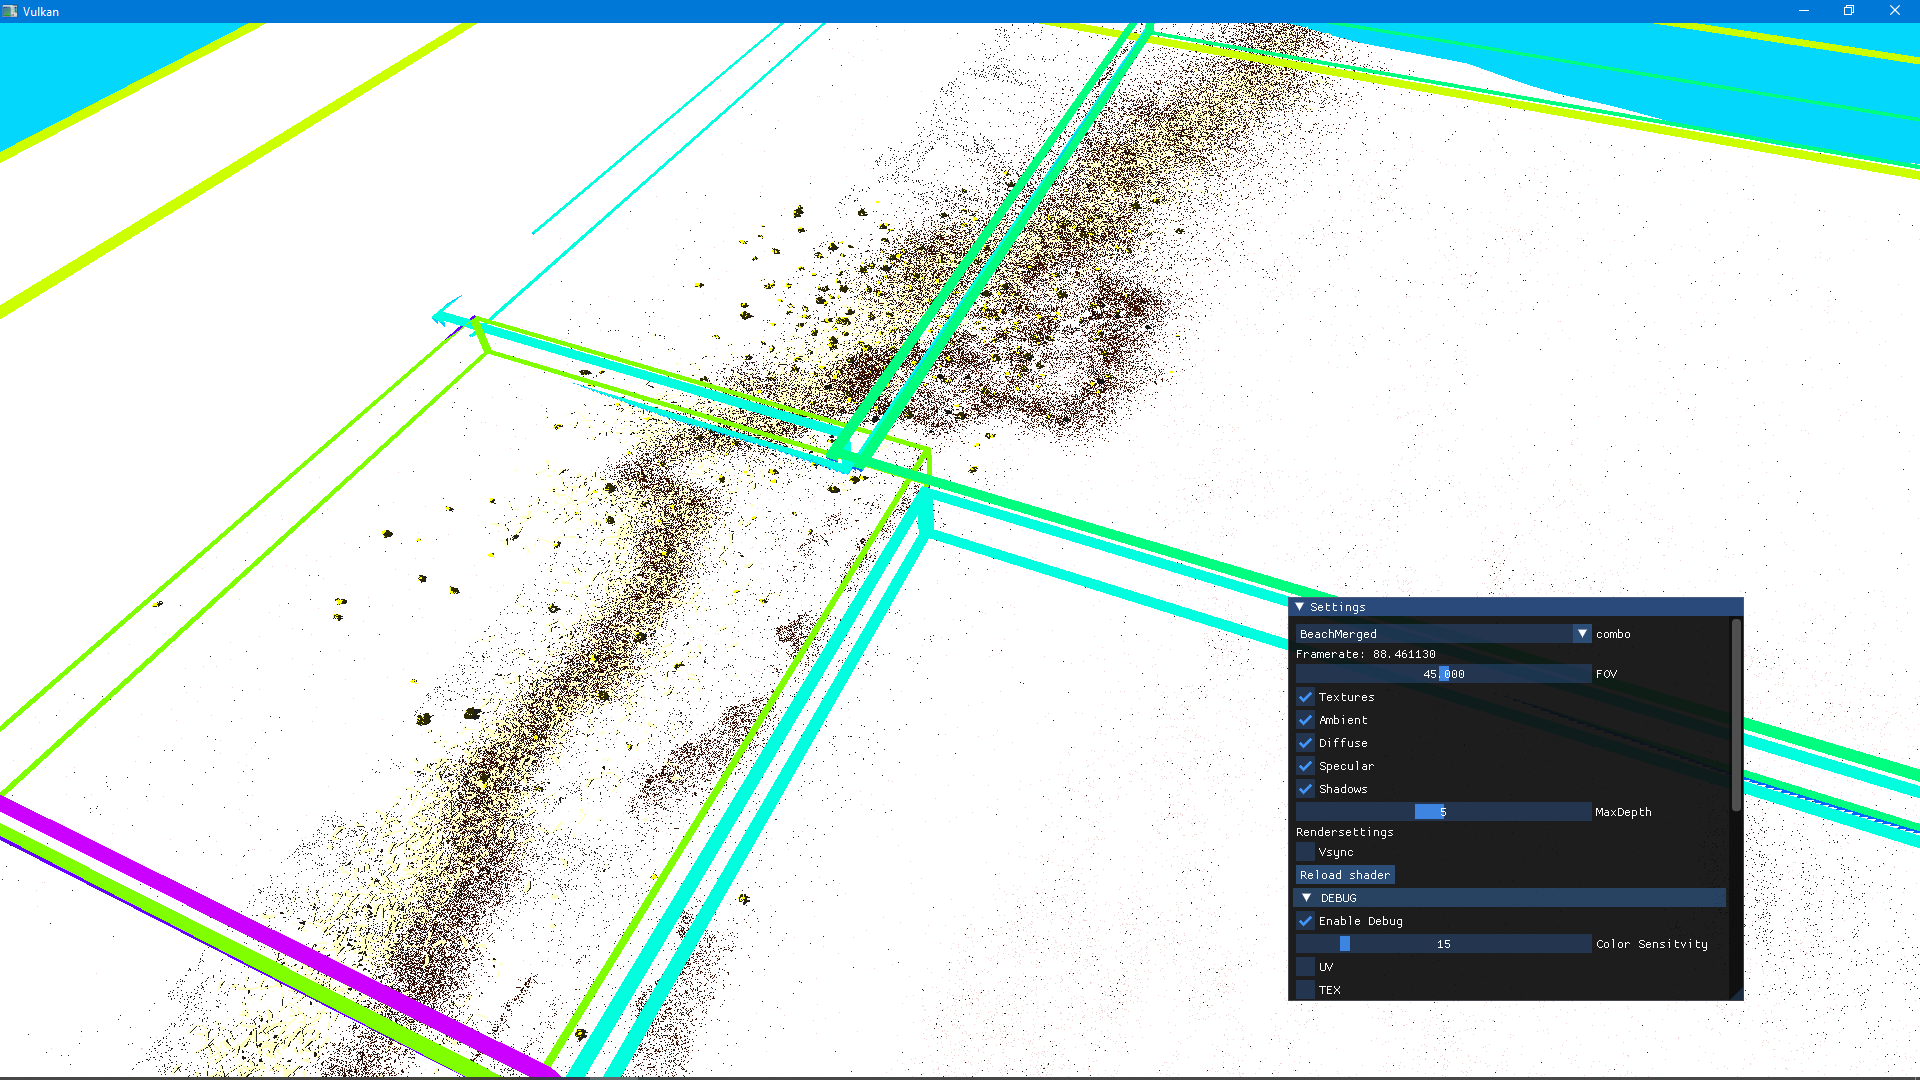 Vulkan
Settings
BeachMerged combo
Framerate: 88.461130
45.000 FOV
Textures
Ambient
Diffuse
Specular
Shadows
5 MaxDepth
Rendersettings
Vsync
Reload shader
DEBUG
Enable Debug
15 Color Sensitvity
UV
TEX